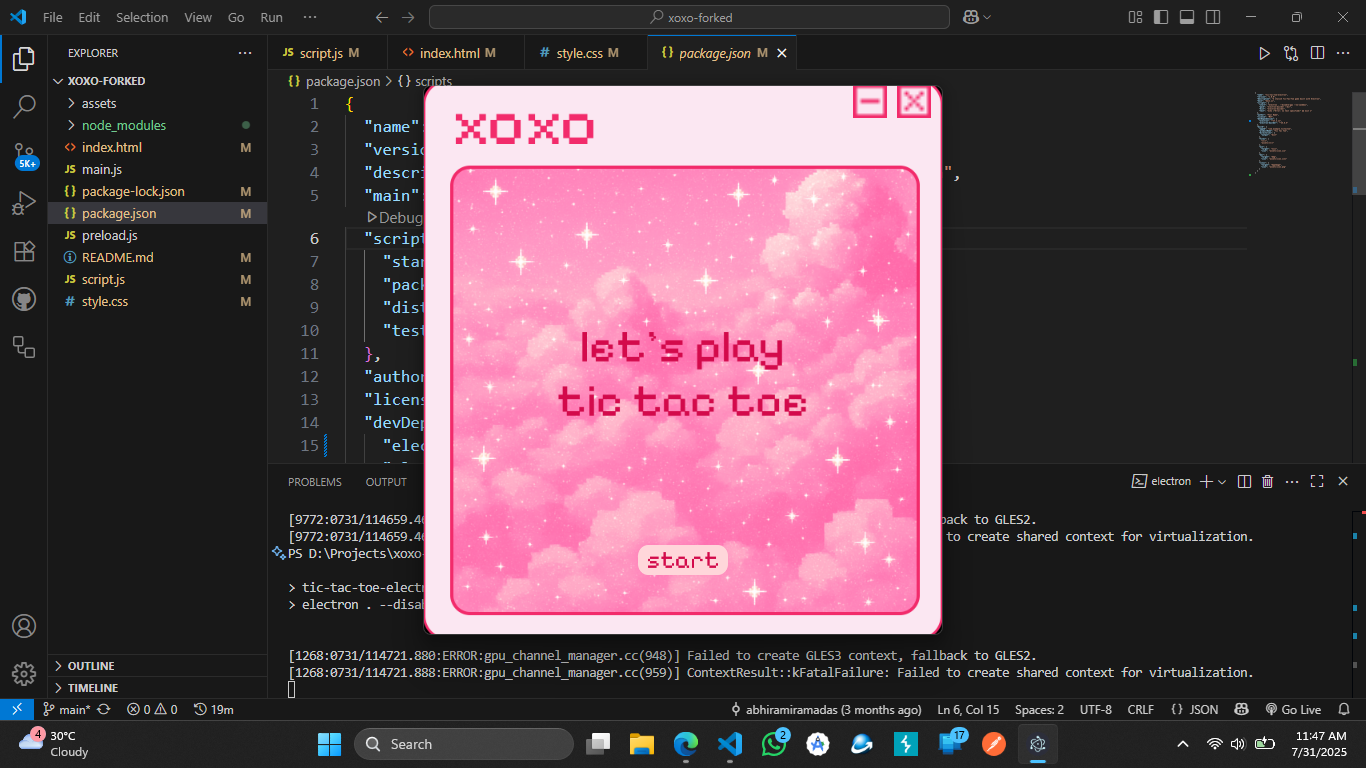 File Edit Selection View Go Run ···
xoxo-forked
EXPLORER ···
XOXO-FORKED
assets
node_modules
index.html M
main.js
package-lock.json M
package.json M
preload.js
README.md M
script.js M
style.css M
OUTLINE
TIMELINE
5K+
script.js M
index.html M
style.css M
package.json M
{} package.json > {} scripts
1 {
2 "name"
3 "versi
4 "descri ",
5 "main"
Debug
6 "script
7 "star
8 "pack
9 "dist
10 "test
11 },
12 "author
13 "licens
14 "devDep
15 "elec
XOXO
let's play
tic tac toe
start
PROBLEMS OUTPUT
electron
[9772:0731/114659.46 back to GLES2.
[9772:0731/114659.46 to create shared context for virtualization.
PS D:\Projects\xoxo-
> tic-tac-toe-electr
> electron . --disab
[1268:0731/114721.880:ERROR:gpu_channel_manager.cc(948)] Failed to create GLES3 context, fallback to GLES2.
[1268:0731/114721.888:ERROR:gpu_channel_manager.cc(959)] ContextResult::kFatalFailure: Failed to create shared context for virtualization.
main* 0 0 19m abhiramiramadas (3 months ago) Ln 6, Col 15 Spaces: 2 UTF-8 CRLF {} JSON Go Live
4
30°C
Cloudy
Search
2
17
11:47 AM
7/31/2025